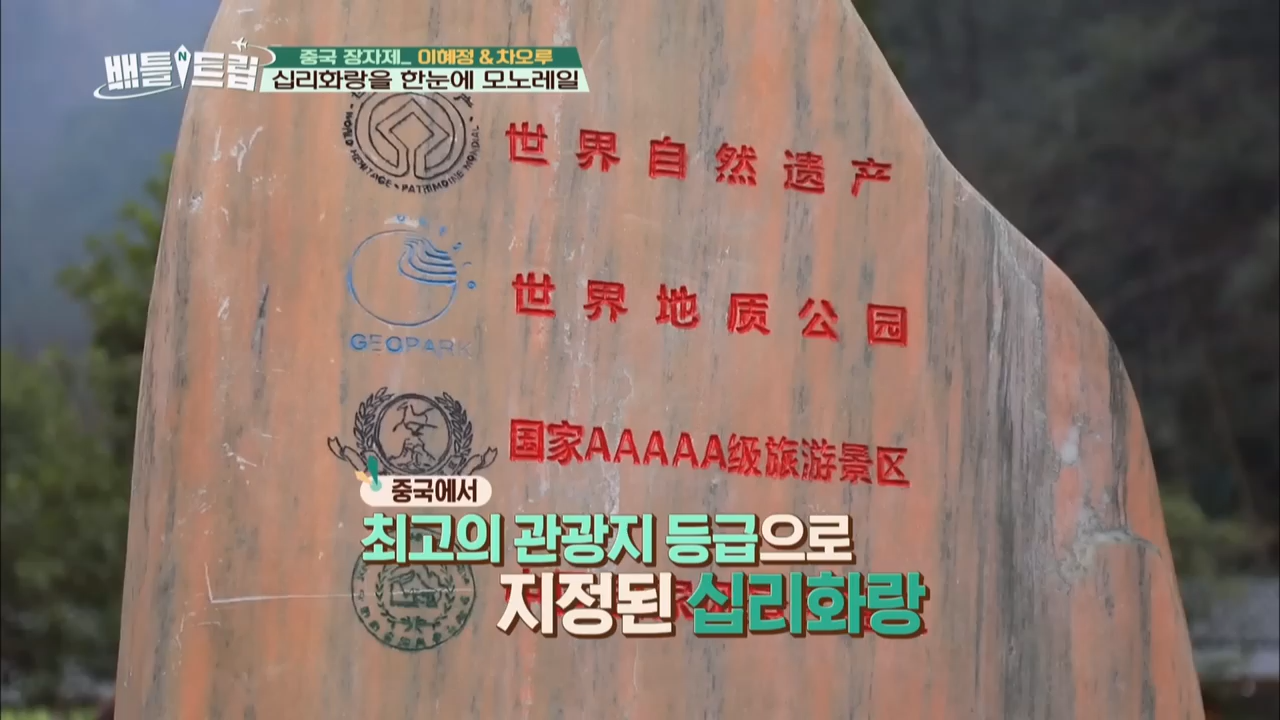 배틀트립
중국 장자제_ 이혜정 & 차오루
십리화랑을 한눈에 모노레일
WORLD HERITAGE • PATRIMOINE MONDIAL
世界自然遗产
GEOPARK
世界地质公园
国家AAAAA级旅游景区
중국에서
최고의 관광지 등급으로
지정된 십리화랑